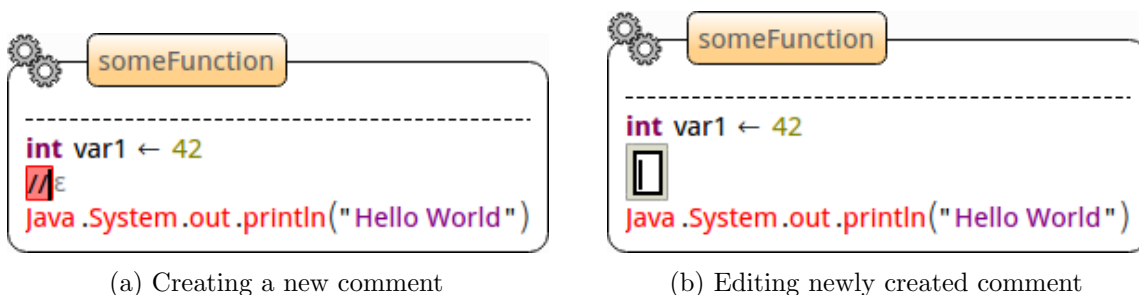 someFunction
int var1 ← 42
//ε
Java .System .out .println("Hello World")
(a) Creating a new comment
someFunction
int var1 ← 42
Java .System .out .println("Hello World")
(b) Editing newly created comment